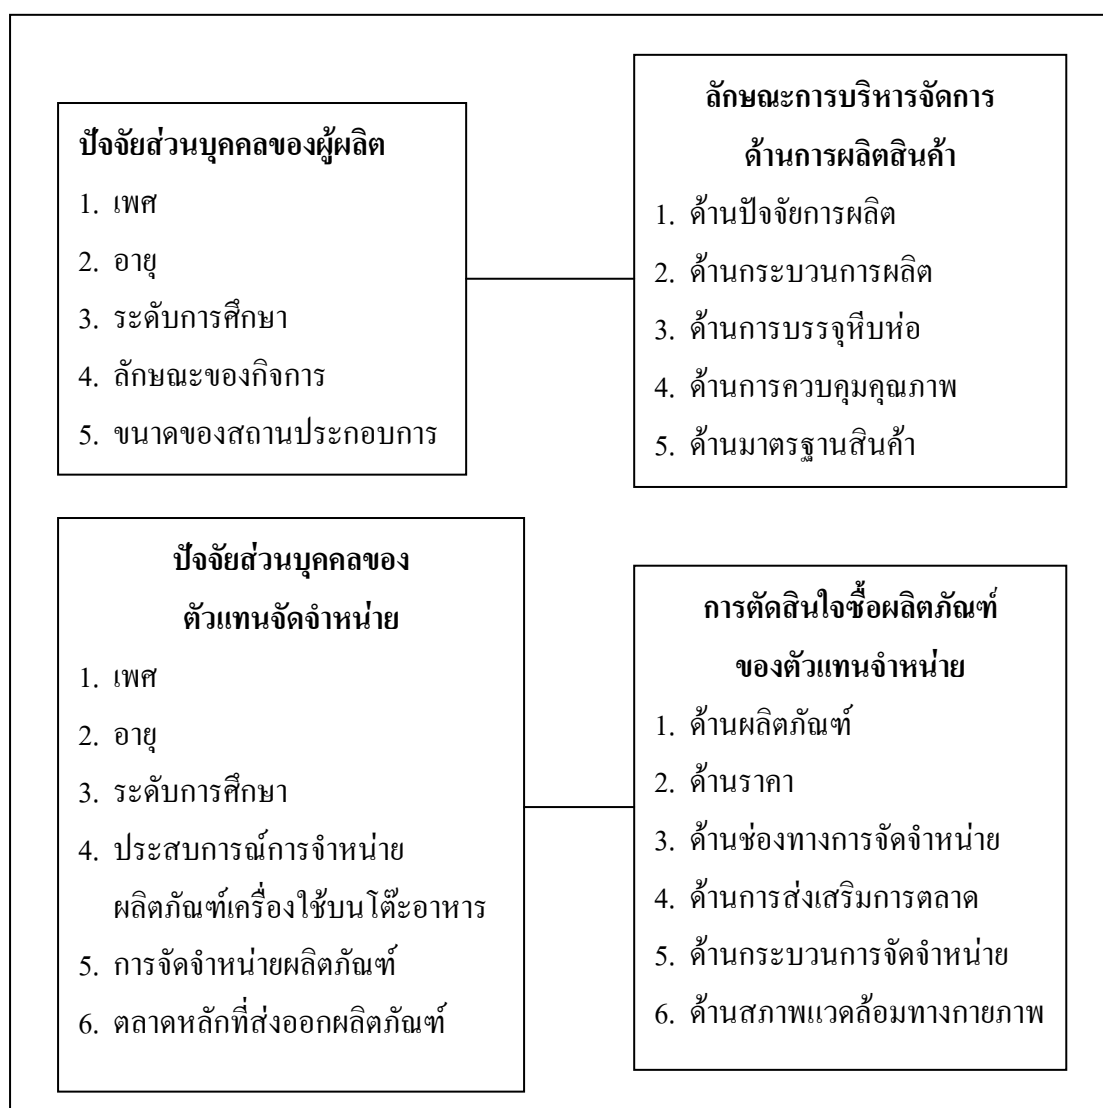 ปัจจัยส่วนบุคคลของผู้ผลิต
1. เพศ
2. อายุ
3. ระดับการศึกษา
4. ลักษณะของกิจการ
5. ขนาดของสถานประกอบการ
ลักษณะการบริหารจัดการ
ด้านการผลิตสินค้า
1. ด้านปัจจัยการผลิต
2. ด้านกระบวนการผลิต
3. ด้านการบรรจุหีบห่อ
4. ด้านการควบคุมคุณภาพ
5. ด้านมาตรฐานสินค้า
ปัจจัยส่วนบุคคลของ
ตัวแทนจัดจำหน่าย
1. เพศ
2. อายุ
3. ระดับการศึกษา
4. ประสบการณ์การจำหน่าย
ผลิตภัณฑ์เครื่องใช้บนโต๊ะอาหาร
5. การจัดจำหน่ายผลิตภัณฑ์
6. ตลาดหลักที่ส่งออกผลิตภัณฑ์
การตัดสินใจซื้อผลิตภัณฑ์
ของตัวแทนจำหน่าย
1. ด้านผลิตภัณฑ์
2. ด้านราคา
3. ด้านช่องทางการจัดจำหน่าย
4. ด้านการส่งเสริมการตลาด
5. ด้านกระบวนการจัดจำหน่าย
6. ด้านสภาพแวดล้อมทางกายภาพ